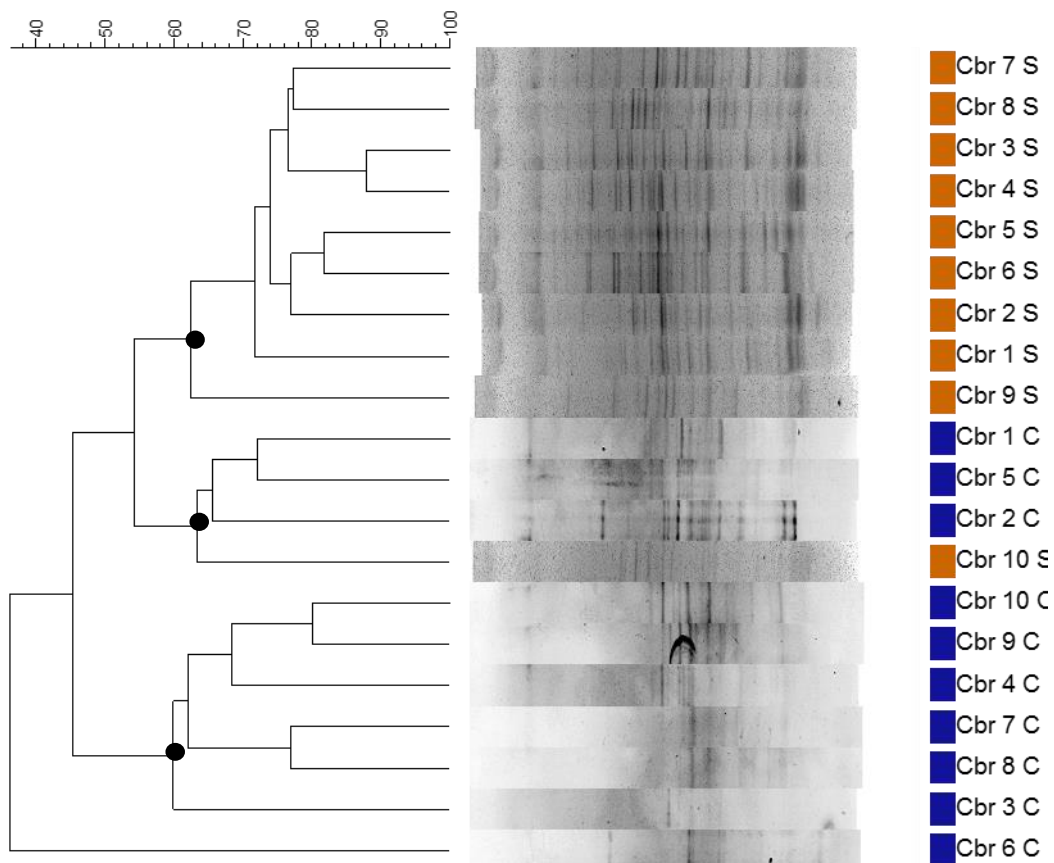 40 50 60 70 80 90 100
Cbr 7 S
Cbr 8 S
Cbr 3 S
Cbr 4 S
Cbr 5 S
Cbr 6 S
Cbr 2 S
Cbr 1 S
Cbr 9 S
Cbr 1 C
Cbr 5 C
Cbr 2 C
Cbr 10 S
Cbr 10 C
Cbr 9 C
Cbr 4 C
Cbr 7 C
Cbr 8 C
Cbr 3 C
Cbr 6 C